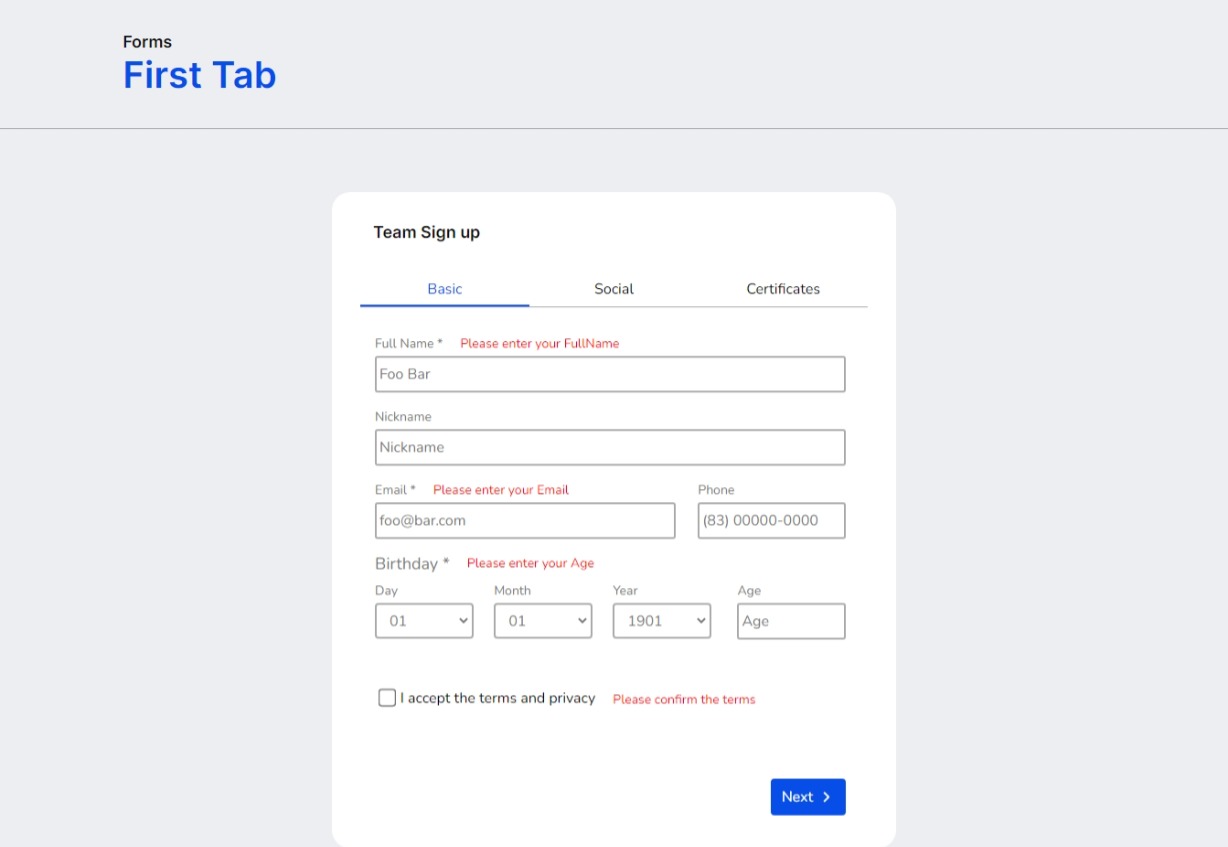 Forms
First Tab
Team Sign up
Basic Social Certificates
Full Name * Please enter your FullName
Foo Bar
Nickname
Nickname
Email * Please enter your Email Phone
foo@bar.com (83) 00000-0000
Birthday * Please enter your Age
Day Month Year Age
01 01 1901 Age
I accept the terms and privacy Please confirm the terms
Next